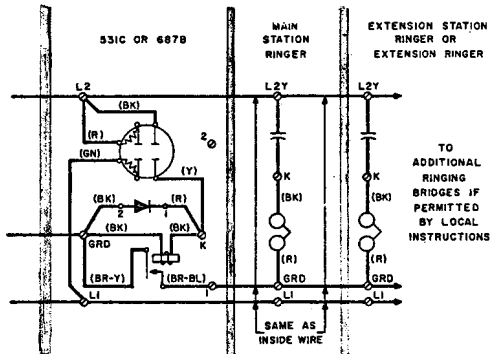 531C OR 687B
MAIN
STATION
RINGER
EXTENSION STATION
RINGER OR
EXTENSION RINGER
L2
L2Y
L2Y
(BK)
(R)
(GN)
2
(Y)
K
K
TO
ADDITIONAL
RINGING
BRIDGES IF
PERMITTED
BY LOCAL
INSTRUCTIONS
(BK)
(R)
2
1
(BK)
(BK)
(BK)
(BK)
GRD
K
(R)
(R)
(BR-Y)
(BR-BL)
1
GRD
GRD
L1
L1
L1
SAME AS
INSIDE WIRE